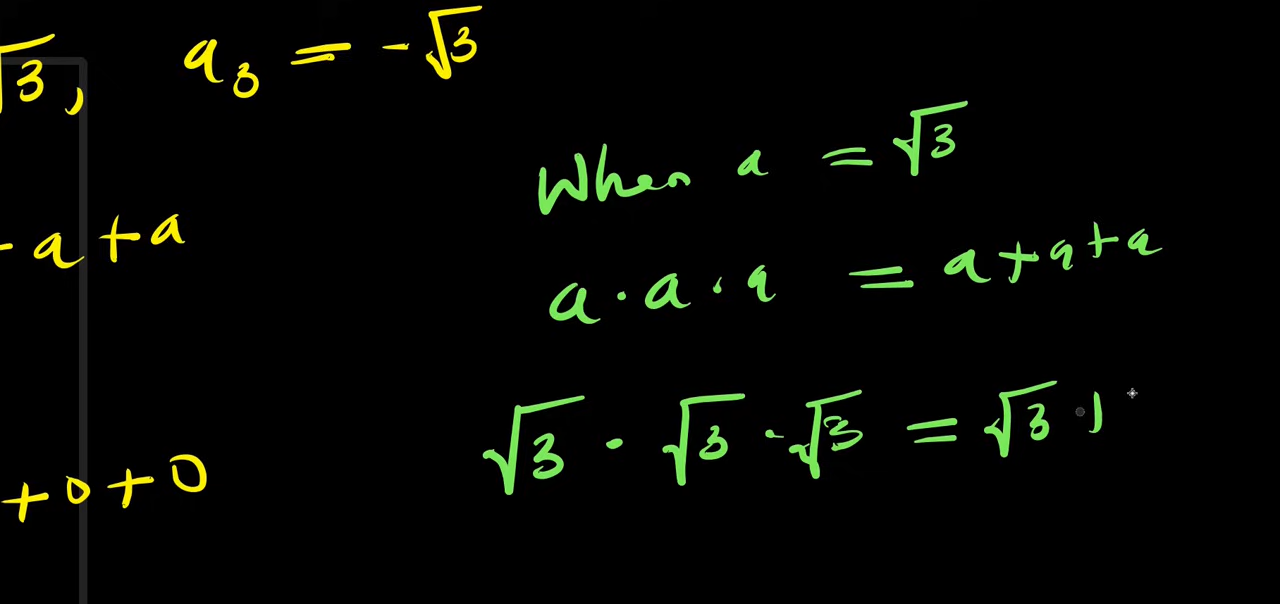 √3, a₃ = -√3
When a = √3
- a + a
a · a · a = a + a + a
√3 · √3 · √3 = √3
+ 0 + 0